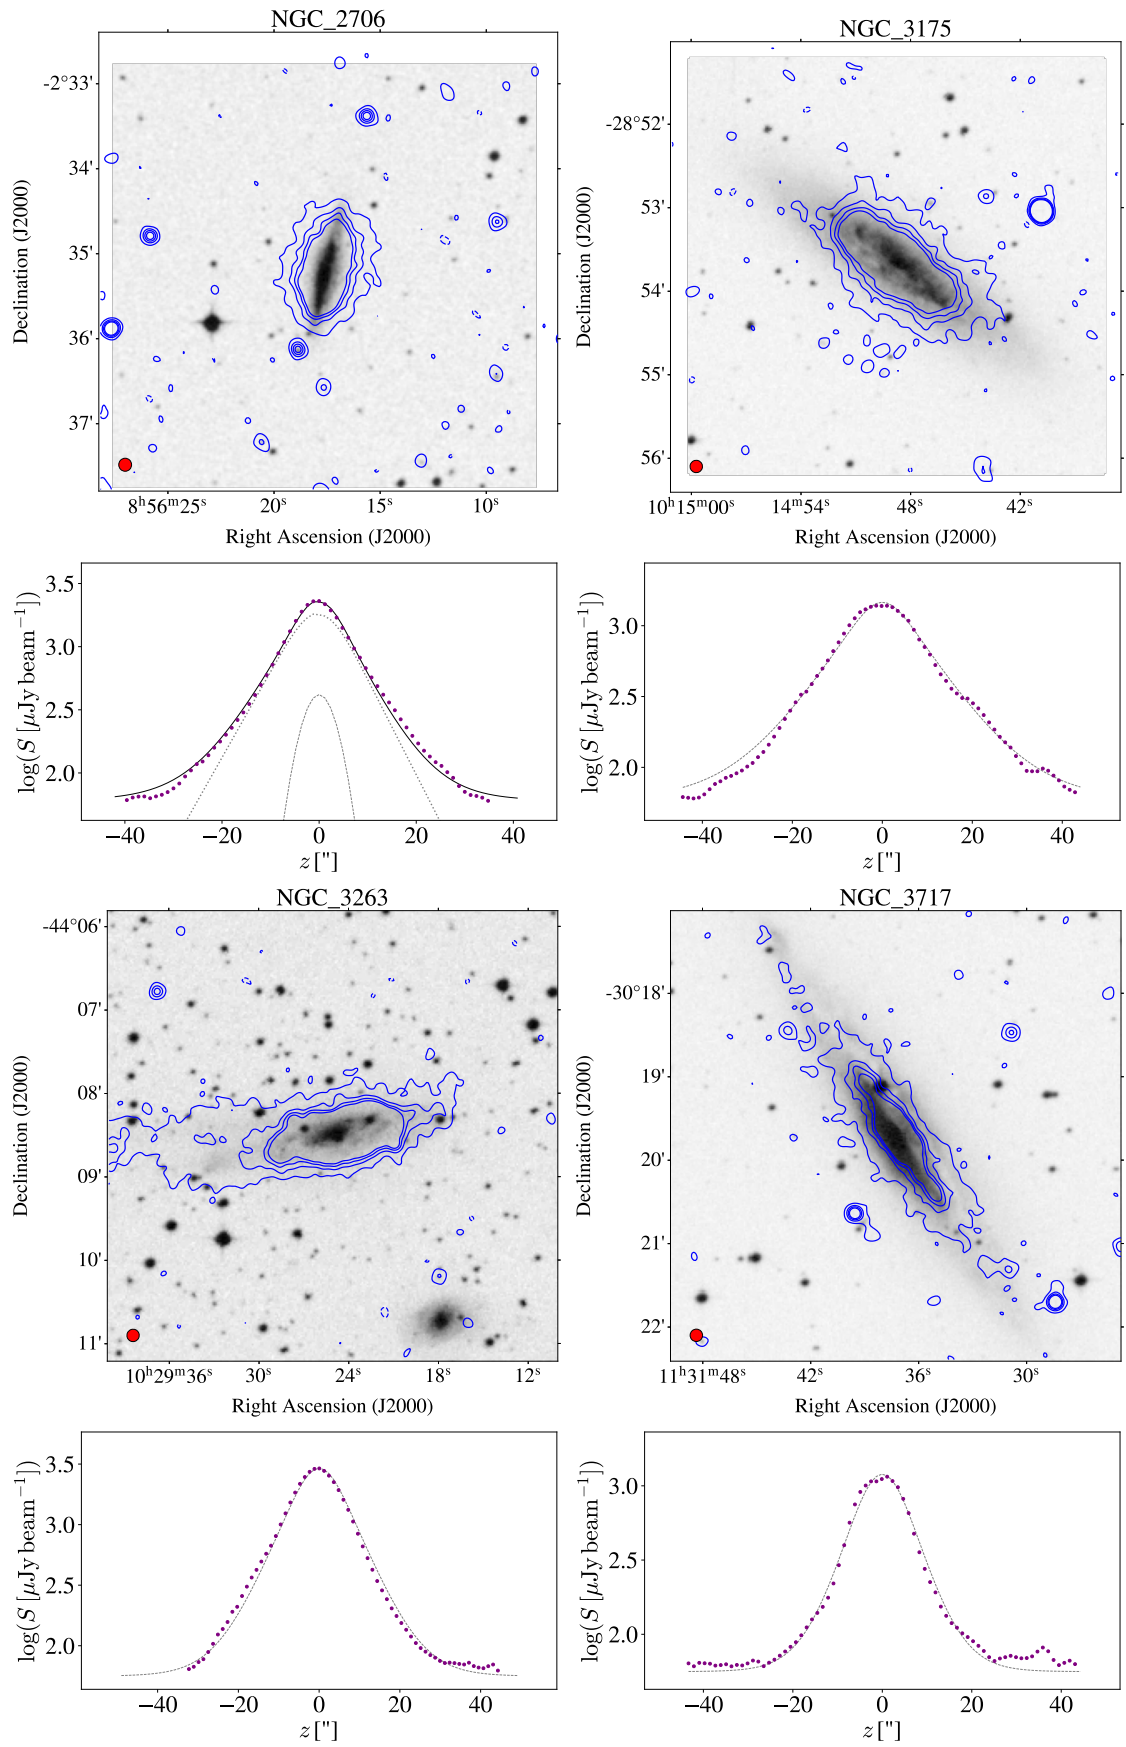 NGC_2706
-2°33'
34'
35'
36'
37'
Declination (J2000)
8ʰ56ᵐ25ˢ 20ˢ 15ˢ 10ˢ
Right Ascension (J2000)
NGC_3175
-28°52'
53'
54'
55'
56'
Declination (J2000)
10ʰ15ᵐ00ˢ 14ᵐ54ˢ 48ˢ 42ˢ
Right Ascension (J2000)
3.5
3.0
2.5
2.0
log(S [μJy beam⁻¹])
−40 −20 0 20 40
z ["]
3.0
2.5
2.0
log(S [μJy beam⁻¹])
−40 −20 0 20 40
z ["]
NGC_3263
-44°06'
07'
08'
09'
10'
11'
Declination (J2000)
10ʰ29ᵐ36ˢ 30ˢ 24ˢ 18ˢ 12ˢ
Right Ascension (J2000)
NGC_3717
-30°18'
19'
20'
21'
22'
Declination (J2000)
11ʰ31ᵐ48ˢ 42ˢ 36ˢ 30ˢ
Right Ascension (J2000)
3.5
3.0
2.5
2.0
log(S [μJy beam⁻¹])
−40 −20 0 20 40
z ["]
3.0
2.5
2.0
log(S [μJy beam⁻¹])
−40 −20 0 20 40
z ["]